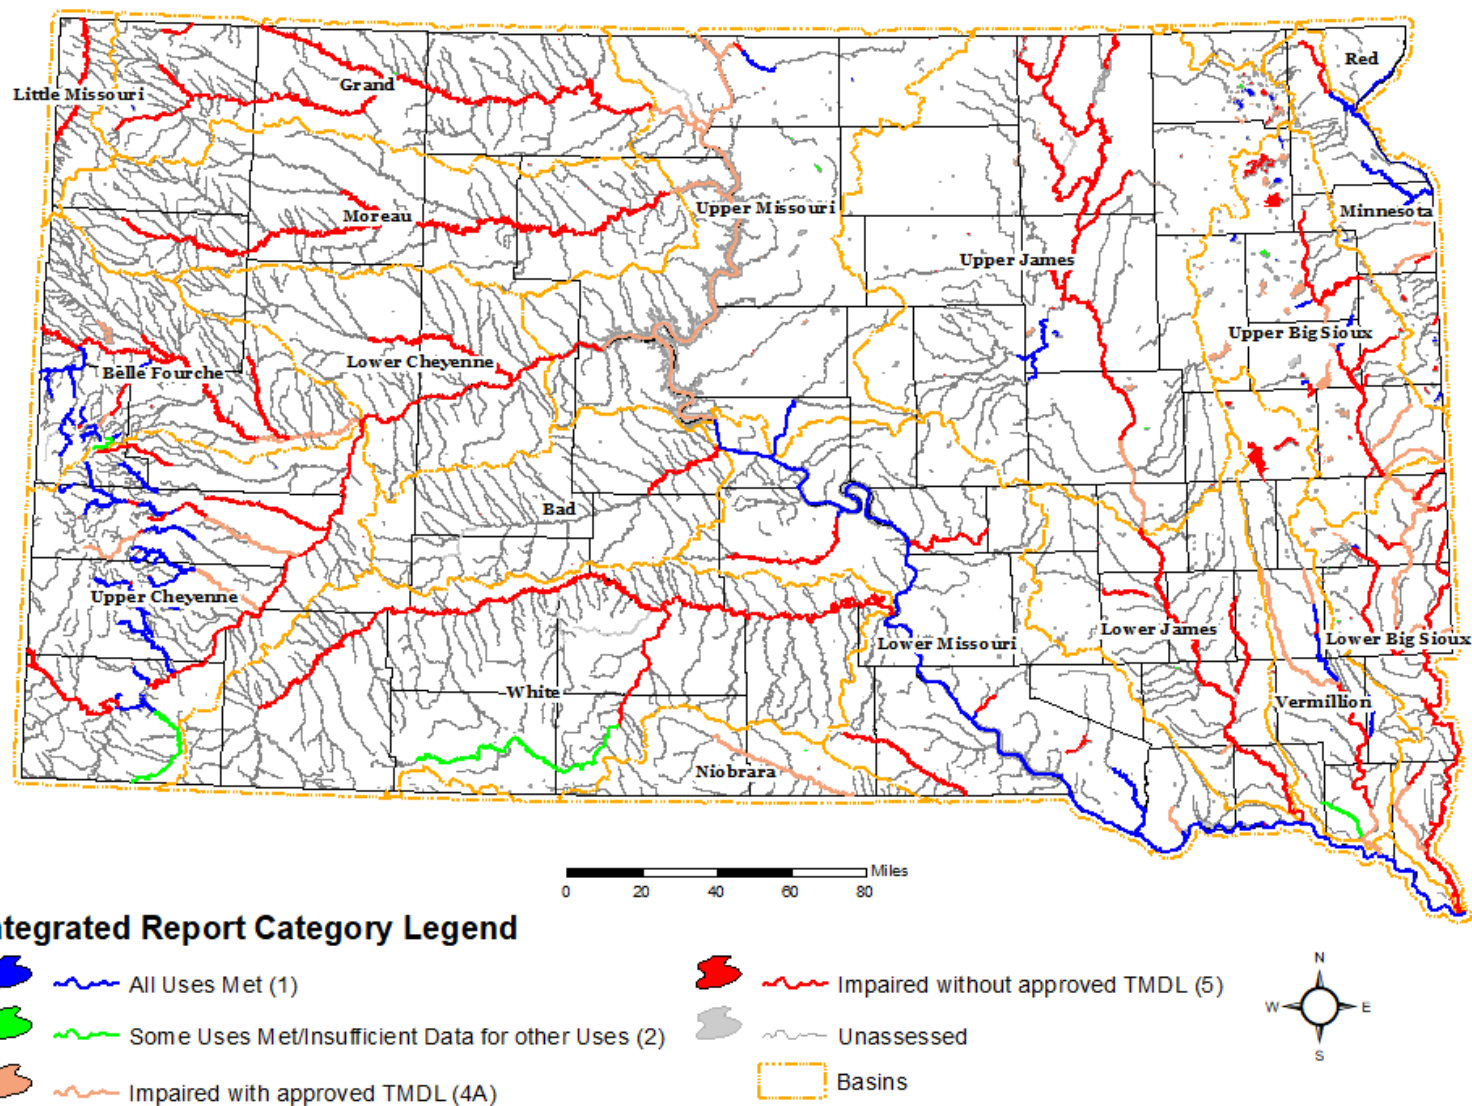 Red
Little Missouri
Grand
Moreau
Upper Missouri
Minnesota
Upper James
Upper Big Sioux
Belle Fourche
Lower Cheyenne
Bad
Upper Cheyenne
Lower Missouri
Lower James
Lower Big Sioux
White
Vermillion
Niobrara
Miles
0 20 40 60 80
ntegrated Report Category Legend
All Uses Met (1)
Some Uses Met/Insufficient Data for other Uses (2)
Impaired with approved TMDL (4A)
Impaired without approved TMDL (5)
Unassessed
Basins
N
W E
S